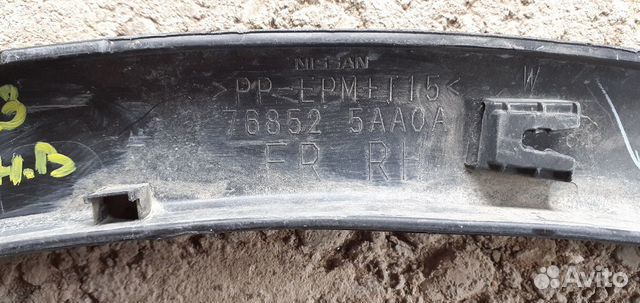 NISSAN
>PP-EPM+T15<
W
76852 5AA0A
FR RH
Avito